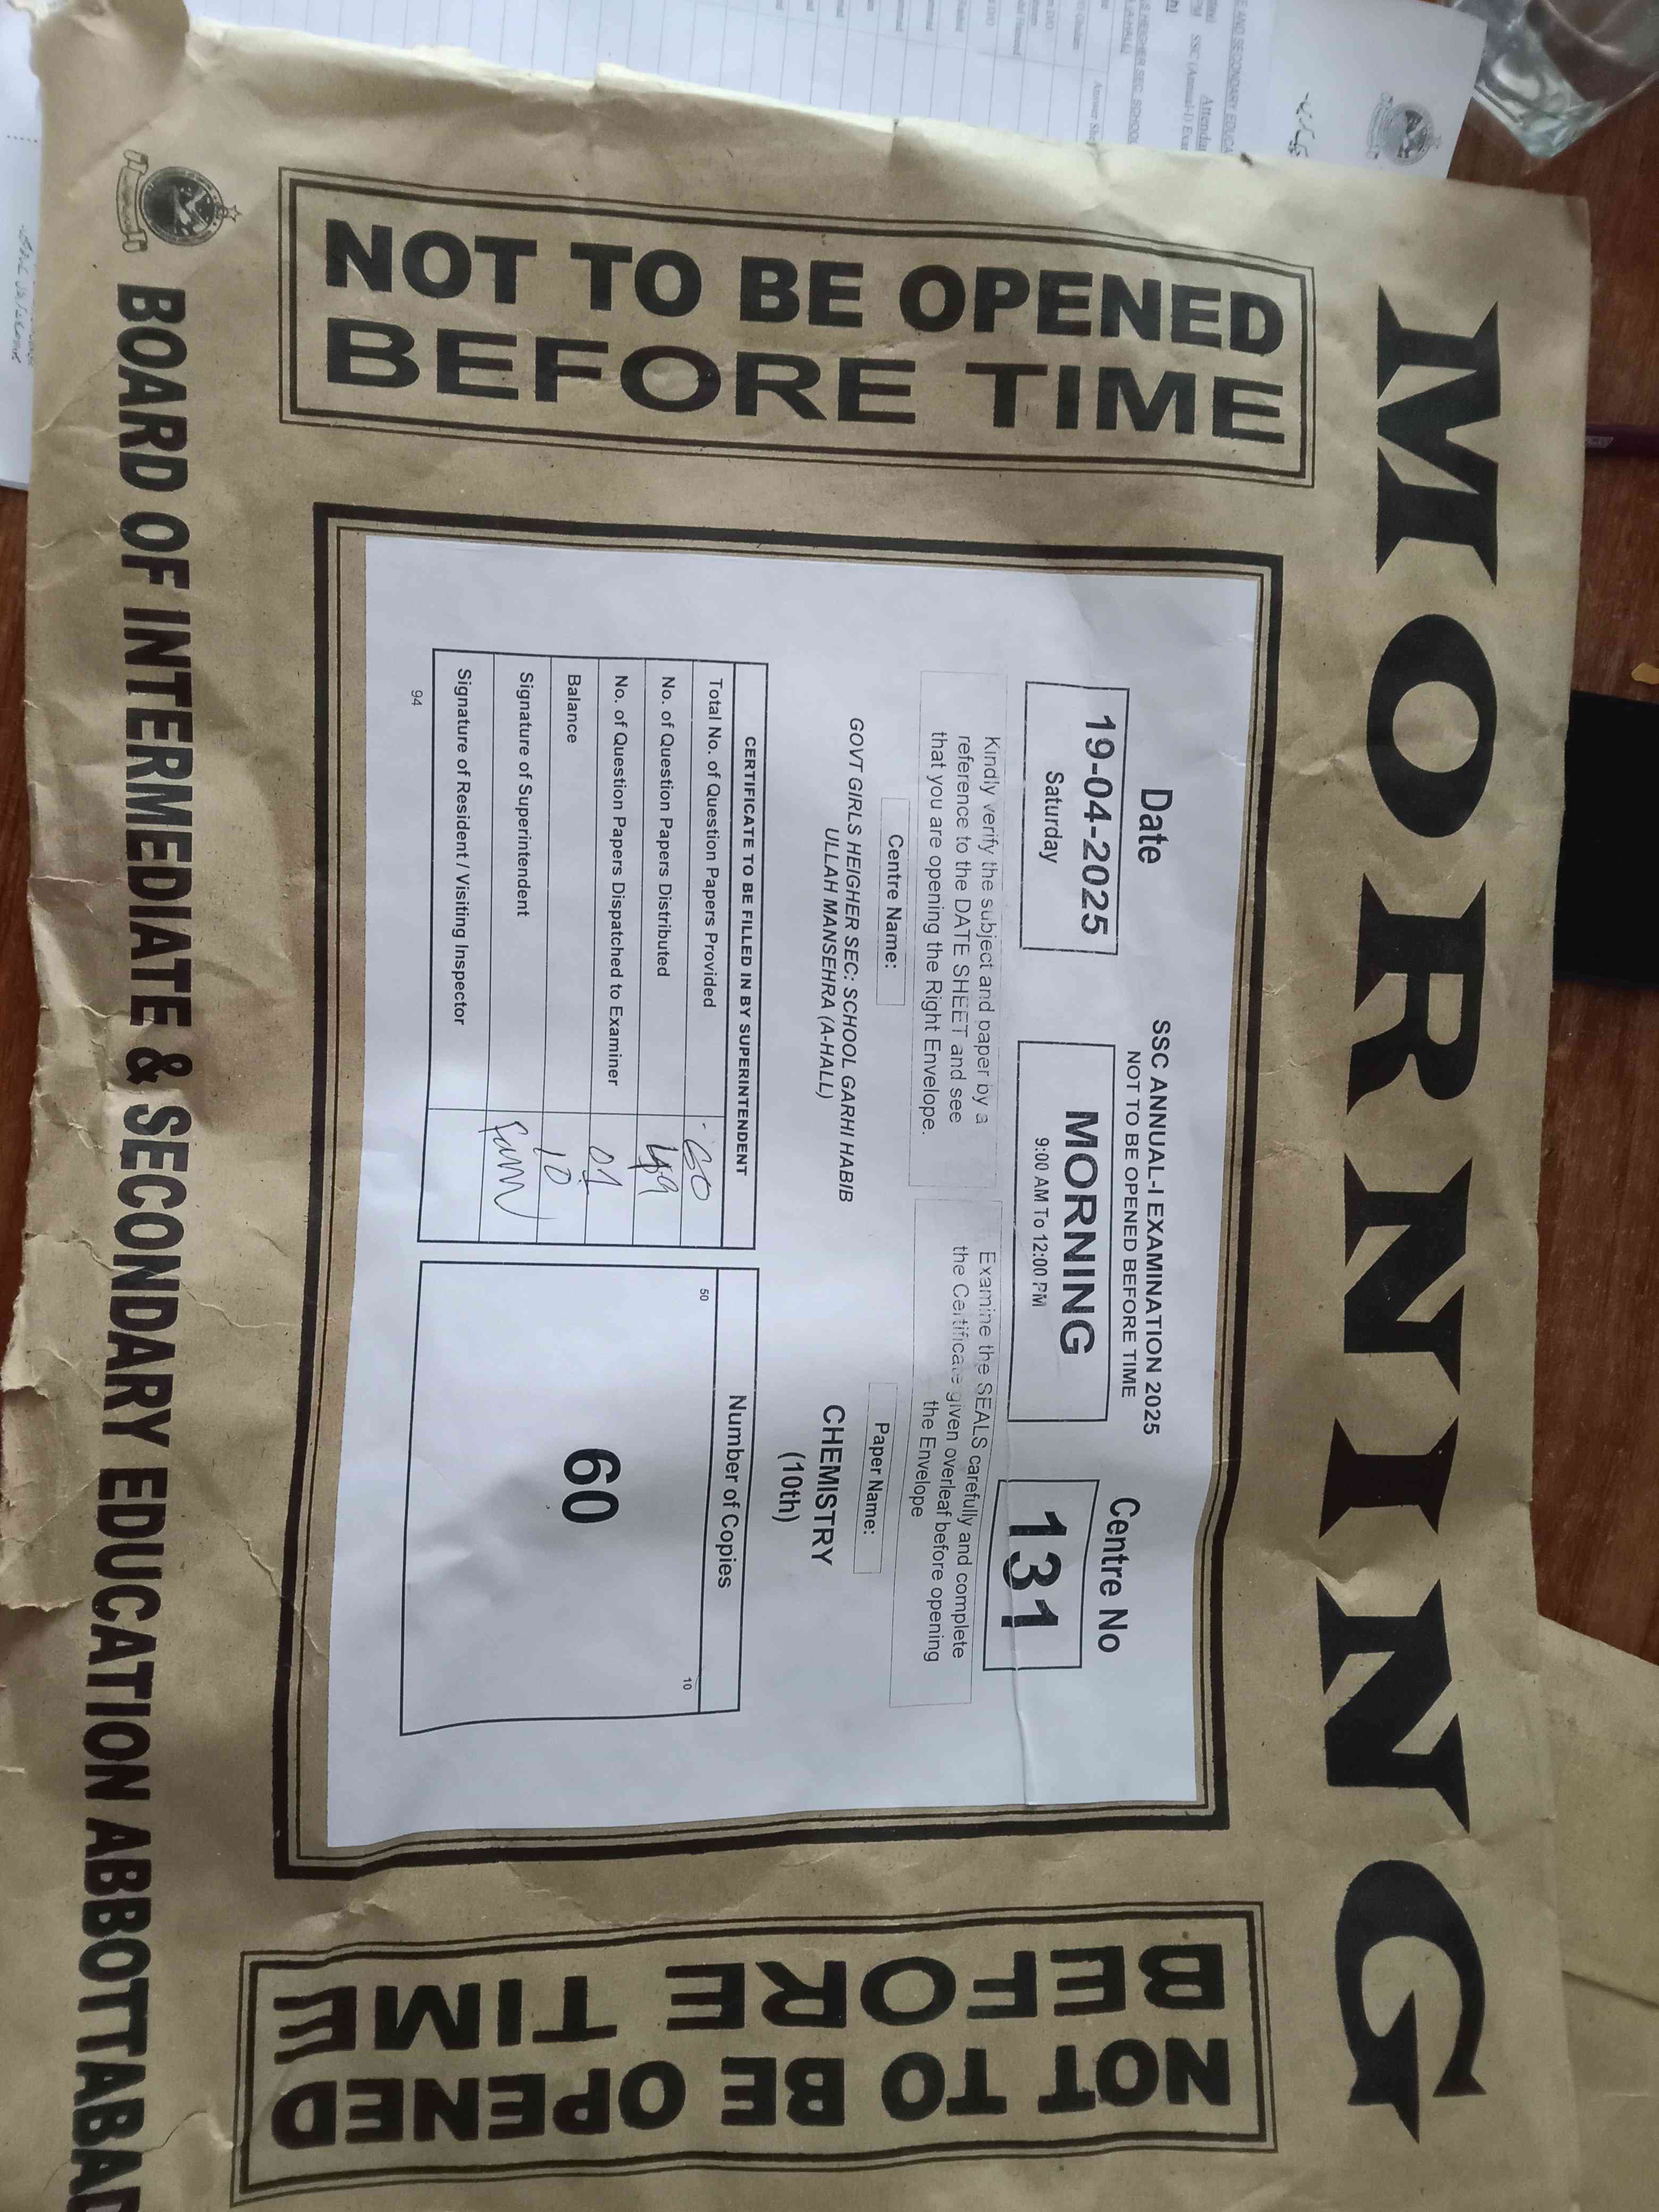 MORNING
NOT TO BE OPENED
BEFORE TIME
Date
19-04-2025
Saturday
SSC ANNUAL-I EXAMINATION 2025
NOT TO BE OPENED BEFORE TIME
MORNING
9:00 AM To 12:00 PM
Centre No
131
Kindly verify the subject and paper by a
reference to the DATE SHEET and see
that you are opening the Right Envelope.
Examine the SEALS carefully and complete
the Certificate given overleaf before opening
the Envelope
Centre Name:
GOVT GIRLS HEIGHER SEC: SCHOOL GARHI HABIB
ULLAH MANSEHRA (A-HALL)
Paper Name:
CHEMISTRY
(10th)
CERTIFICATE TO BE FILLED IN BY SUPERINTENDENT
Total No. of Question Papers Provided 60
No. of Question Papers Distributed 49
No. of Question Papers Dispatched to Examiner 01
Balance 10
Signature of Superintendent
Signature of Resident / Visiting Inspector
94
Number of Copies
50 10
60
NOT TO BE OPENED
BEFORE TIME
BOARD OF INTERMEDIATE & SECONDARY EDUCATION ABBOTTABAD